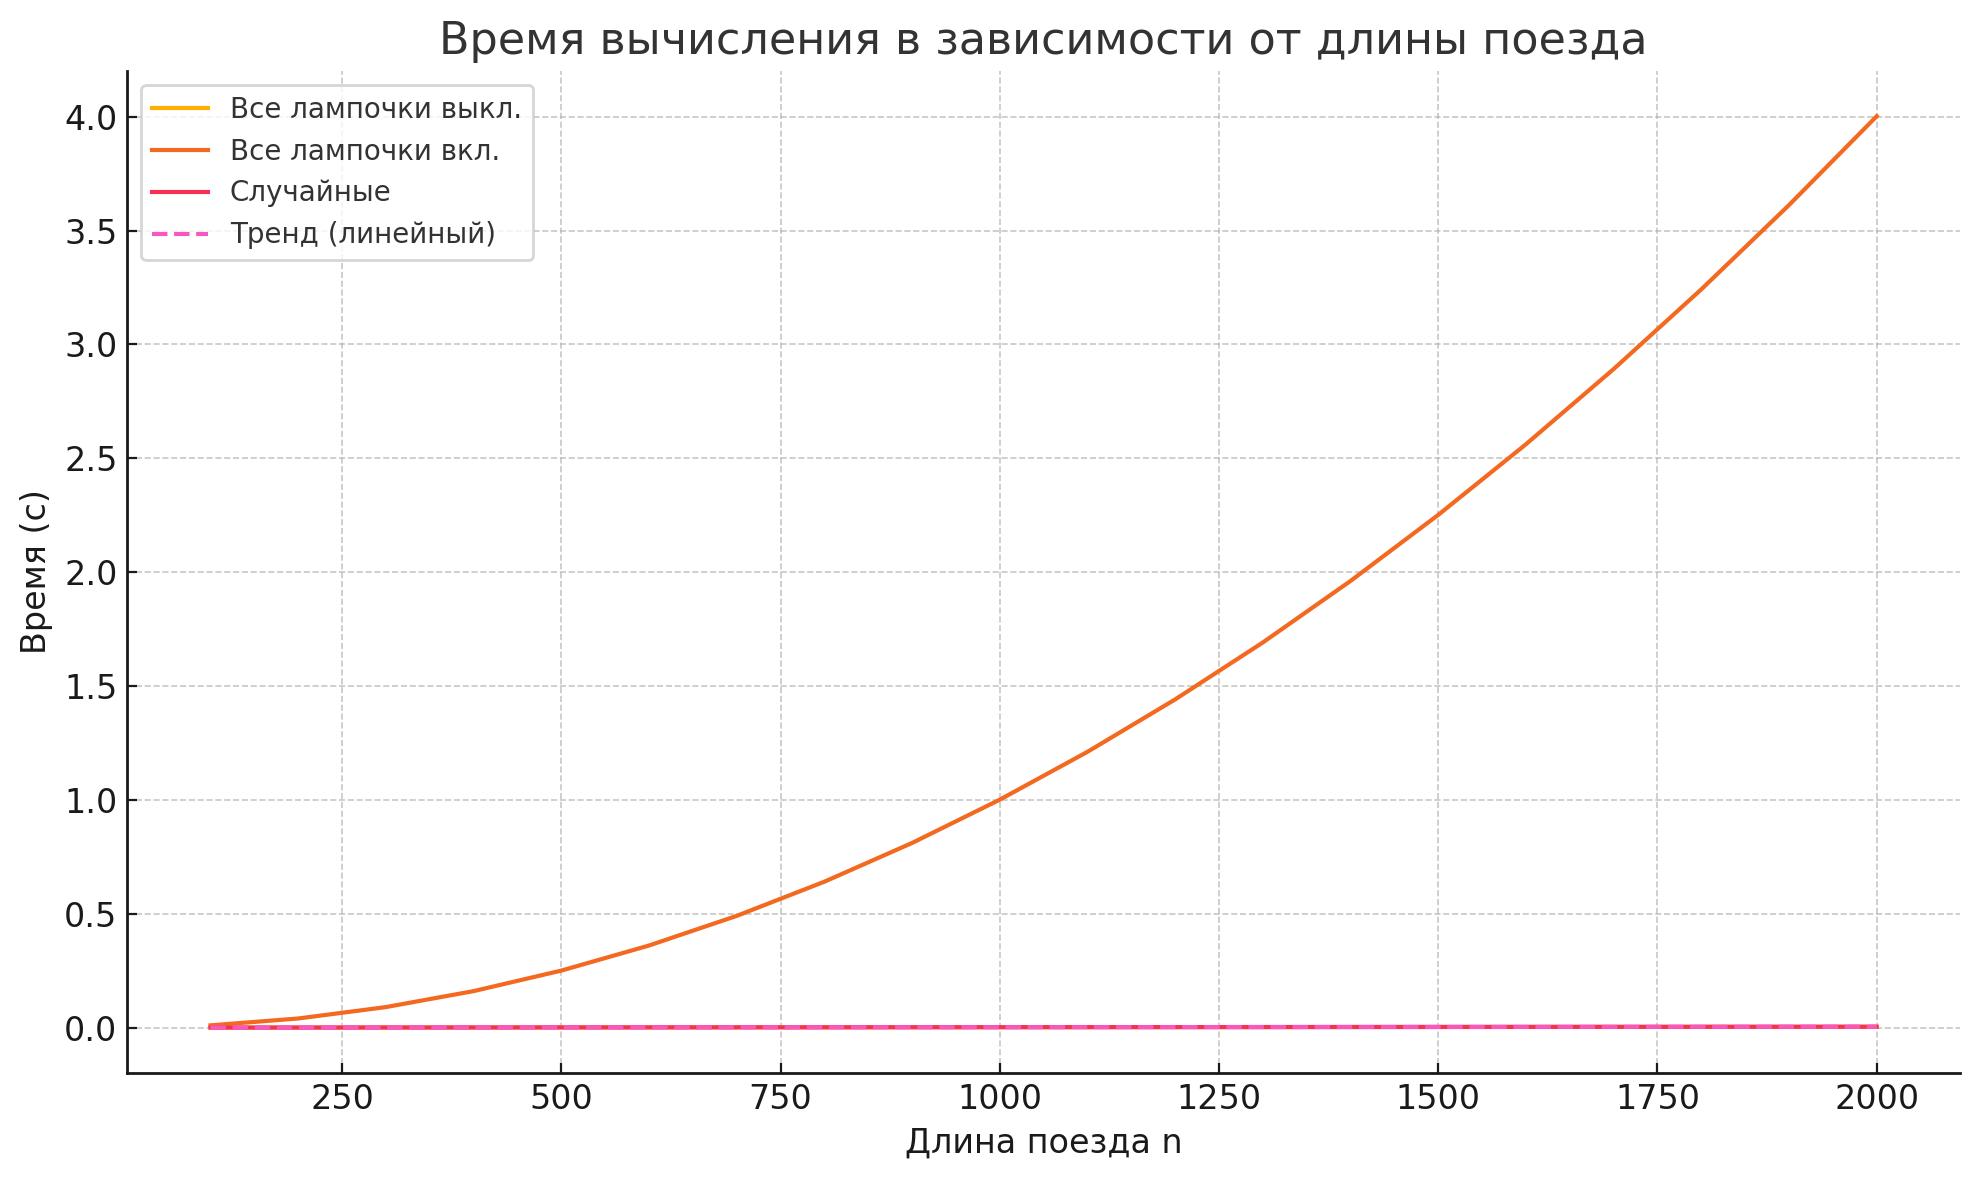 Время вычисления в зависимости от длины поезда
Все лампочки выкл.
Все лампочки вкл.
Случайные
Тренд (линейный)
4.0
3.5
3.0
2.5
2.0
1.5
1.0
0.5
0.0
Время (с)
250 500 750 1000 1250 1500 1750 2000
Длина поезда n